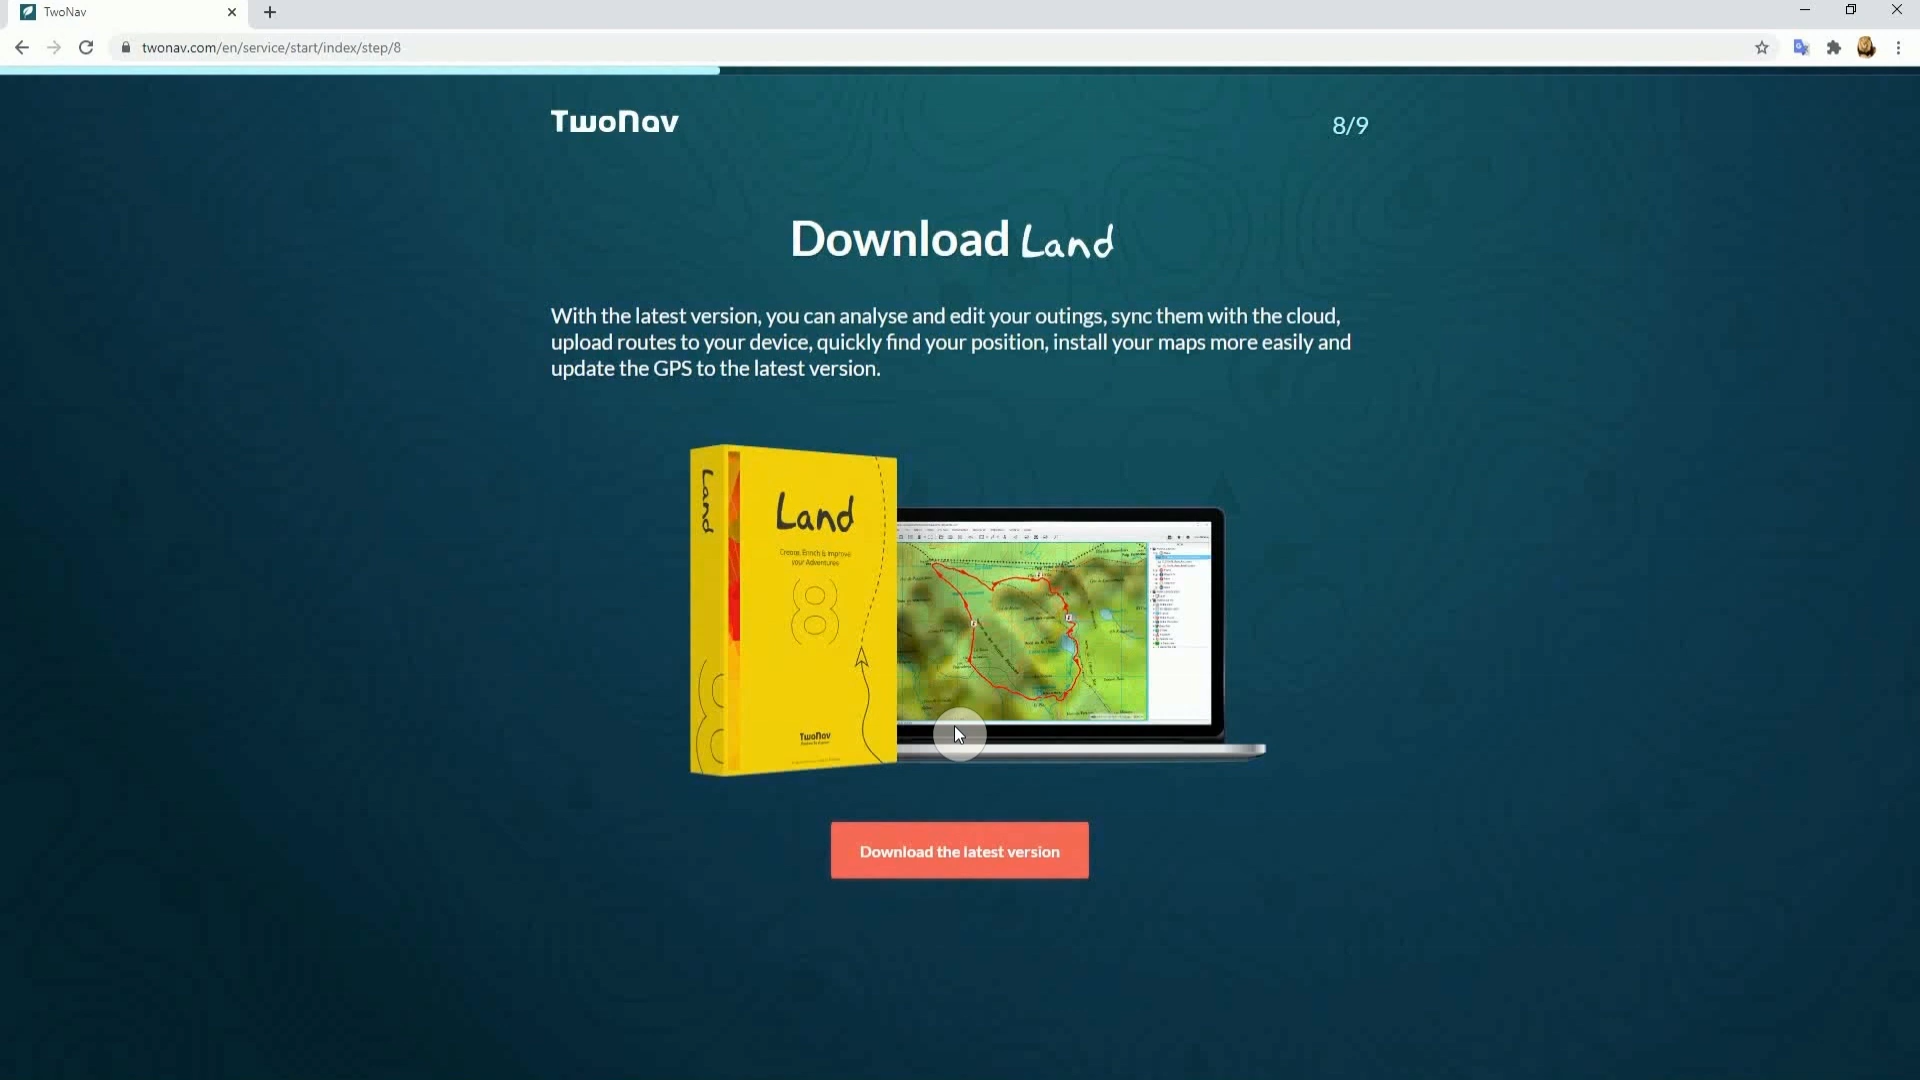 TwoNav
twonav.com/en/service/start/index/step/8
TwoNav
8/9
Download Land
With the latest version, you can analyse and edit your outings, sync them with the cloud,
upload routes to your device, quickly find your position, install your maps more easily and
update the GPS to the latest version.
Land
Land
Create, Enrich & Improve
your Adventures
8
8
TwoNav
Download the latest version